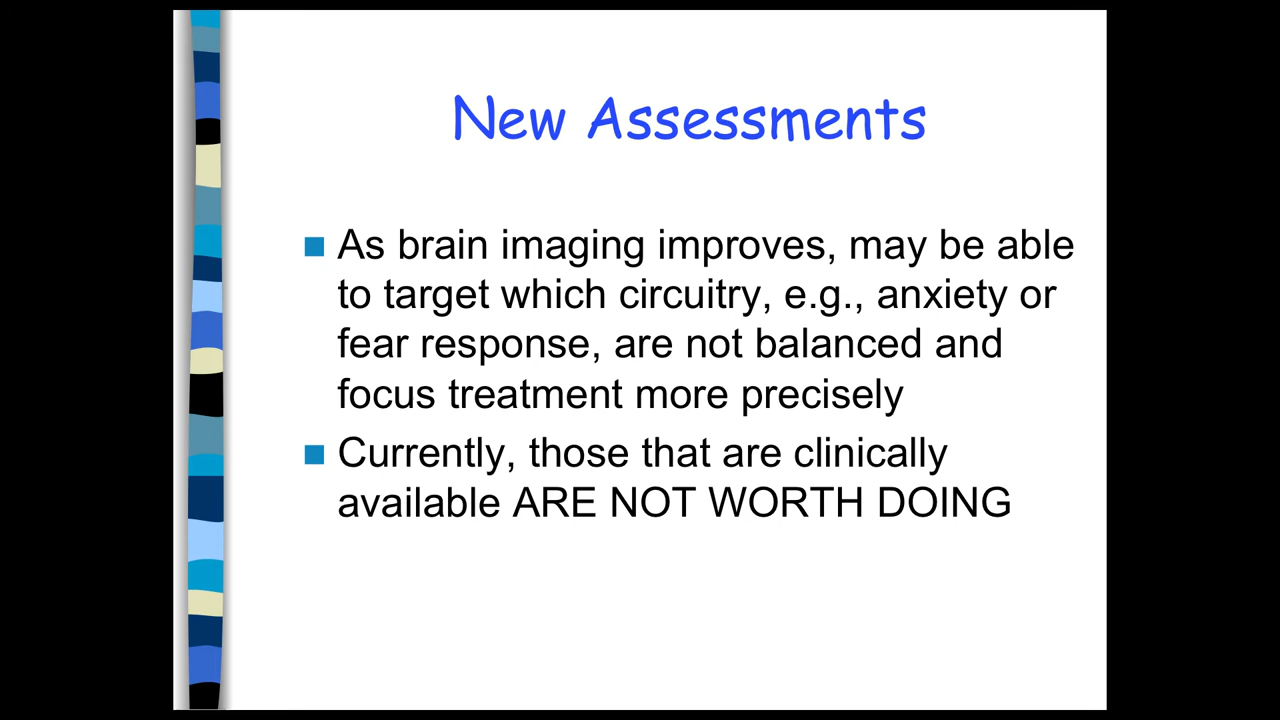 New Assessments
As brain imaging improves, may be able
to target which circuitry, e.g., anxiety or
fear response, are not balanced and
focus treatment more precisely
Currently, those that are clinically
available ARE NOT WORTH DOING